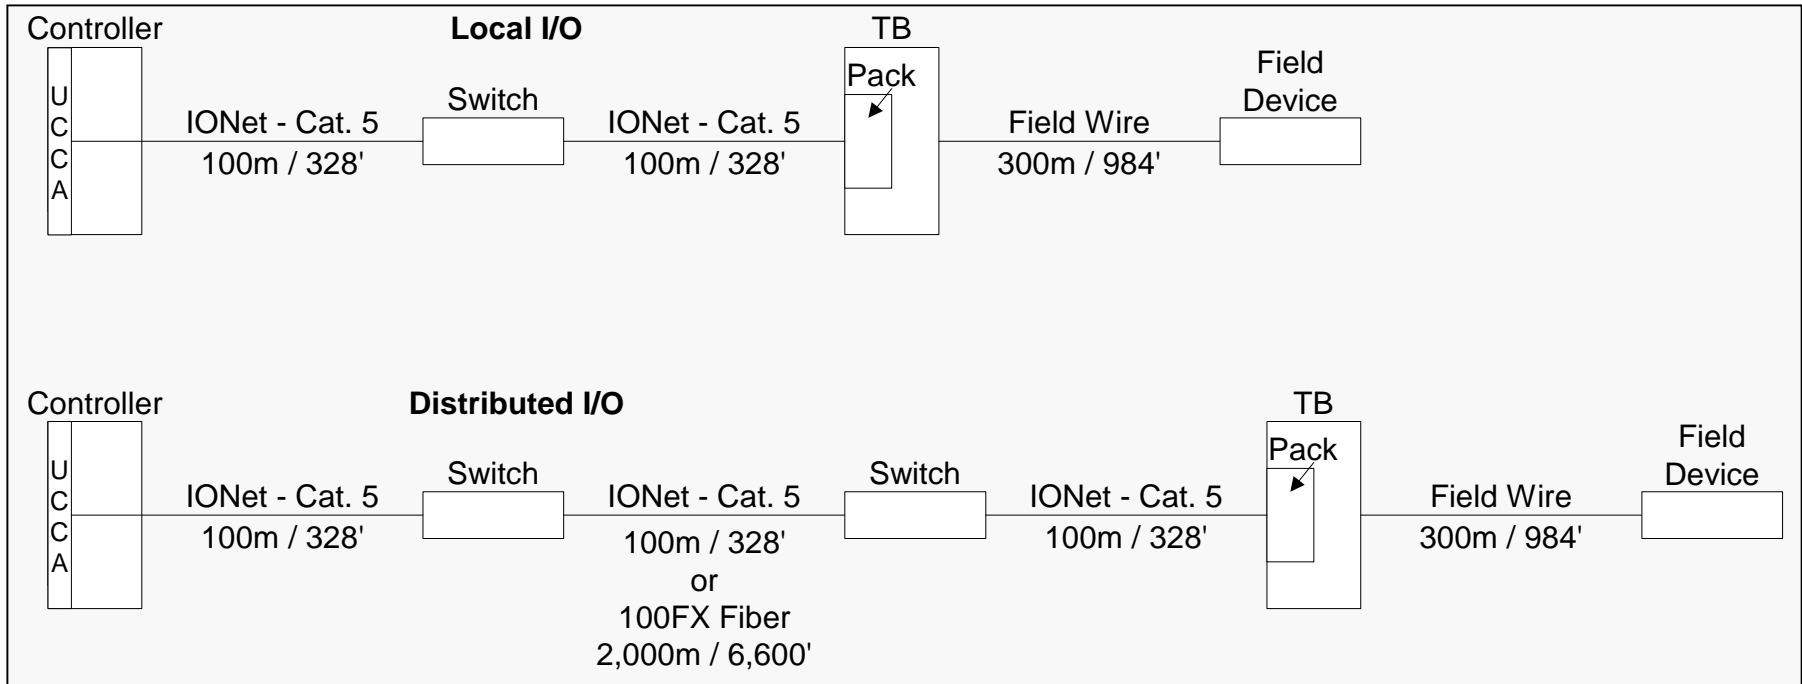 Controller
Local I/O
TB
UCCA
Switch
Pack
Field
Device
IONet - Cat. 5
100m / 328'
IONet - Cat. 5
100m / 328'
Field Wire
300m / 984'
Controller
Distributed I/O
TB
UCCA
Switch
Switch
Pack
Field
Device
IONet - Cat. 5
100m / 328'
IONet - Cat. 5
100m / 328'
or
100FX Fiber
2,000m / 6,600'
IONet - Cat. 5
100m / 328'
Field Wire
300m / 984'